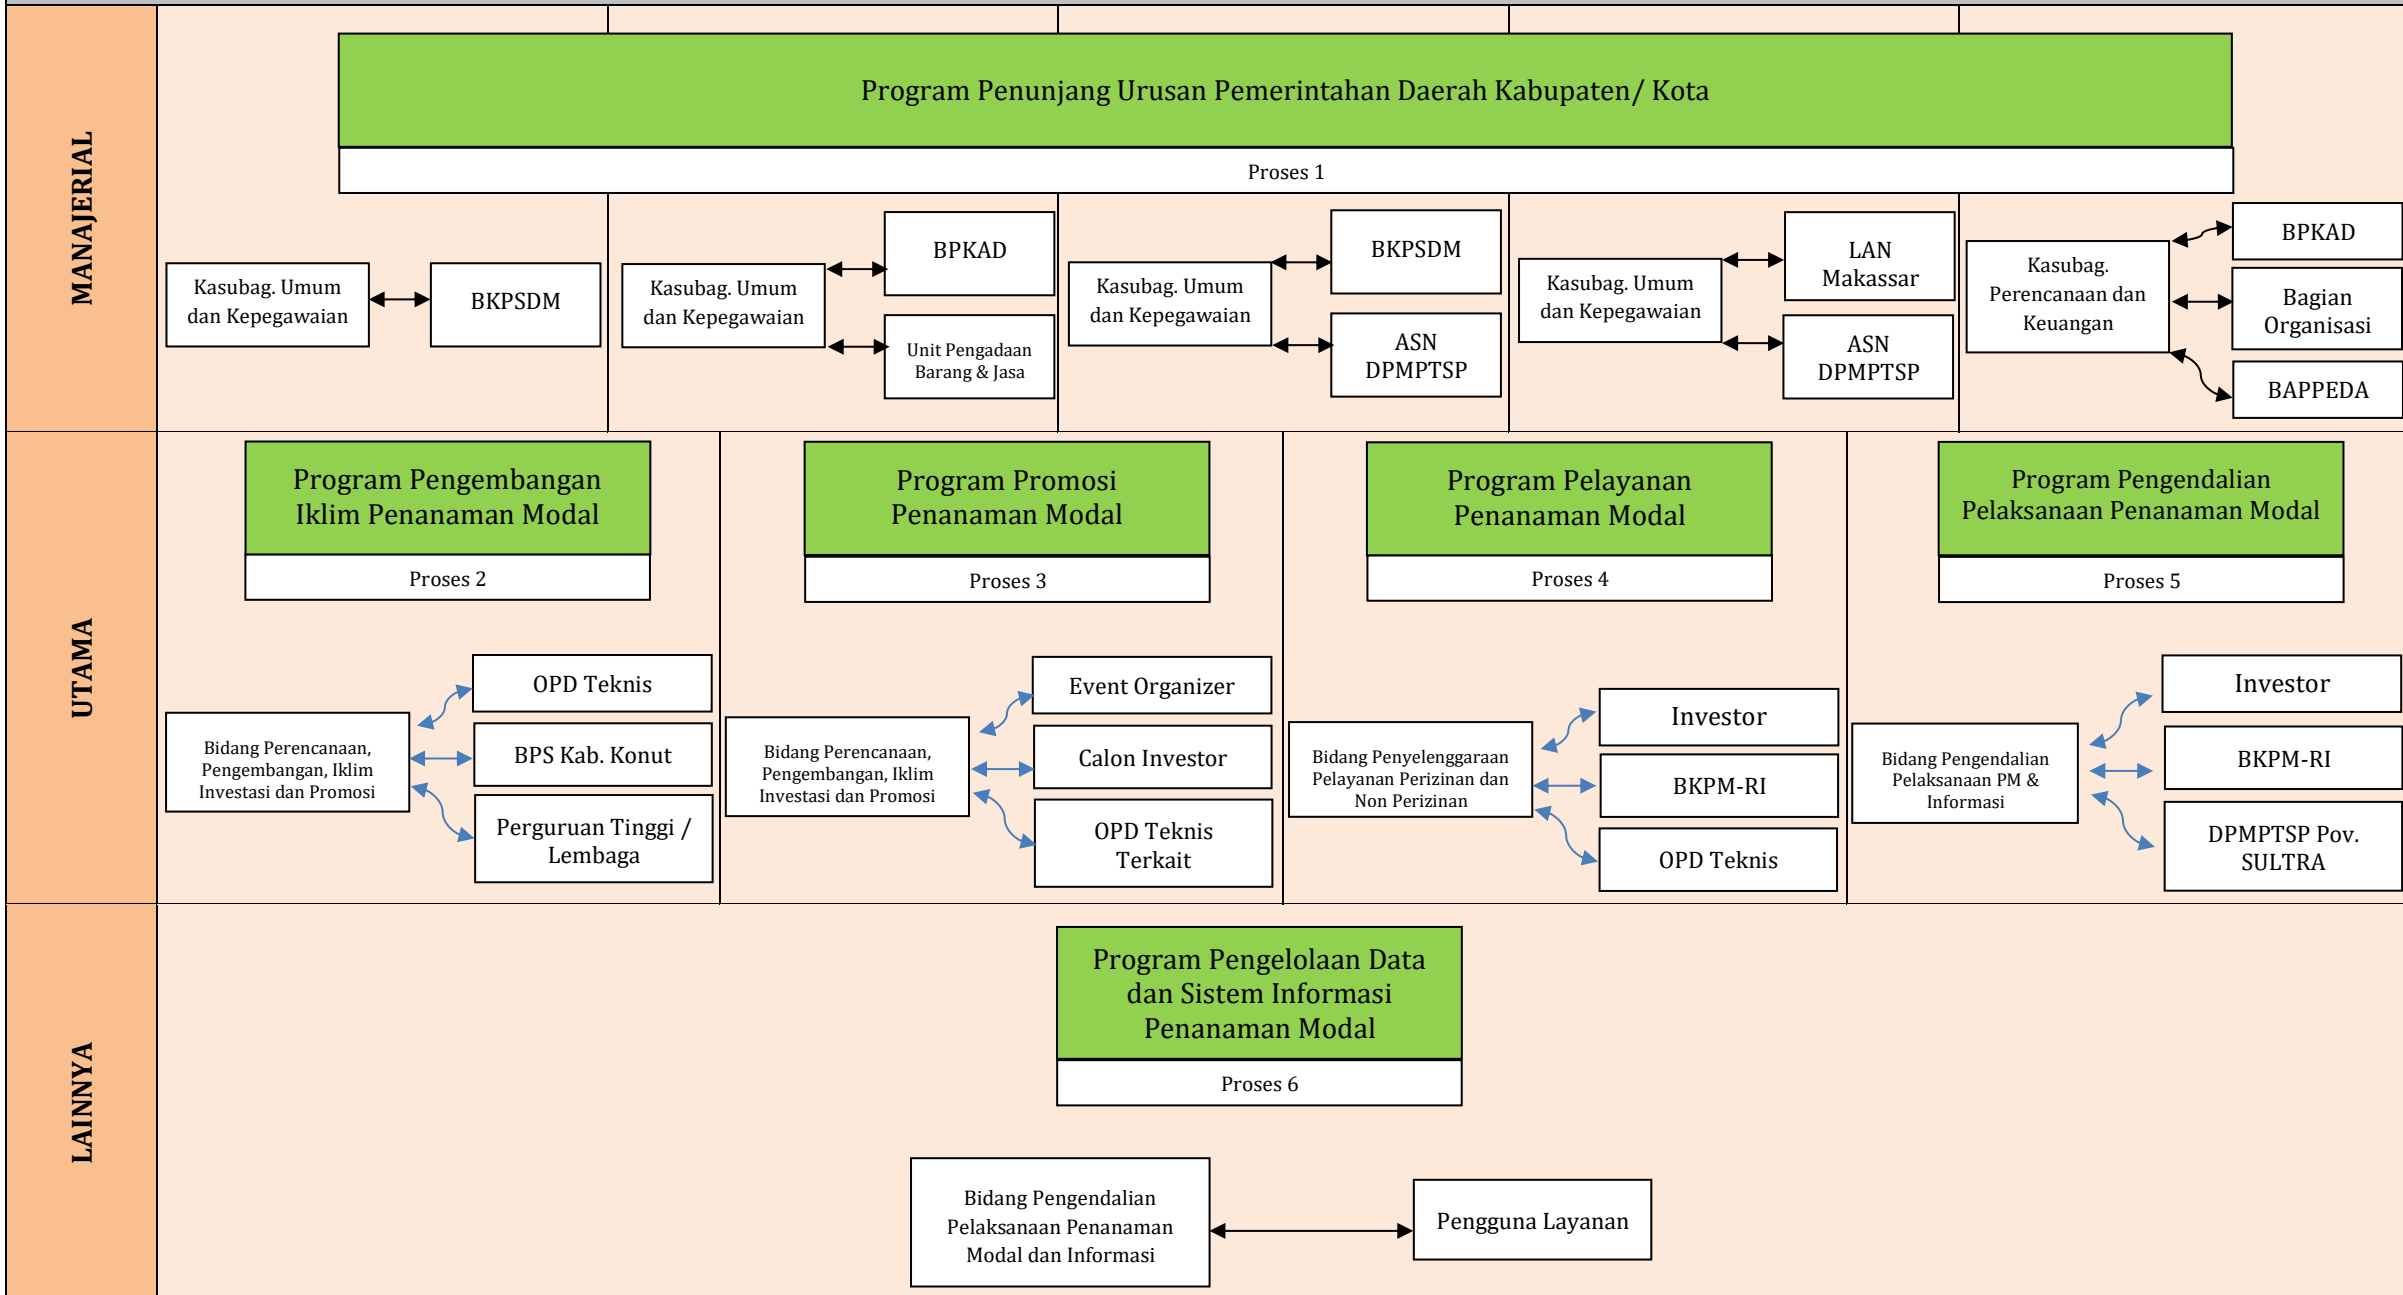 MANAJERIAL
Program Penunjang Urusan Pemerintahan Daerah Kabupaten/ Kota
Proses 1
Kasubag. Umum
dan Kepegawaian
BKPSDM
Kasubag. Umum
dan Kepegawaian
BPKAD
Unit Pengadaan
Barang & Jasa
Kasubag. Umum
dan Kepegawaian
BKPSDM
ASN
DPMPTSP
Kasubag. Umum
dan Kepegawaian
LAN
Makassar
ASN
DPMPTSP
Kasubag.
Perencanaan dan
Keuangan
BPKAD
Bagian
Organisasi
BAPPEDA
UTAMA
Program Pengembangan
Iklim Penanaman Modal
Proses 2
Bidang Perencanaan,
Pengembangan, Iklim
Investasi dan Promosi
OPD Teknis
BPS Kab. Konut
Perguruan Tinggi /
Lembaga
Program Promosi
Penanaman Modal
Proses 3
Bidang Perencanaan,
Pengembangan, Iklim
Investasi dan Promosi
Event Organizer
Calon Investor
OPD Teknis
Terkait
Program Pelayanan
Penanaman Modal
Proses 4
Bidang Penyelenggaraan
Pelayanan Perizinan dan
Non Perizinan
Investor
BKPM-RI
OPD Teknis
Program Pengendalian
Pelaksanaan Penanaman Modal
Proses 5
Bidang Pengendalian
Pelaksanaan PM &
Informasi
Investor
BKPM-RI
DPMPTSP Pov.
SULTRA
LAINNYA
Program Pengelolaan Data
dan Sistem Informasi
Penanaman Modal
Proses 6
Bidang Pengendalian
Pelaksanaan Penanaman
Modal dan Informasi
Pengguna Layanan